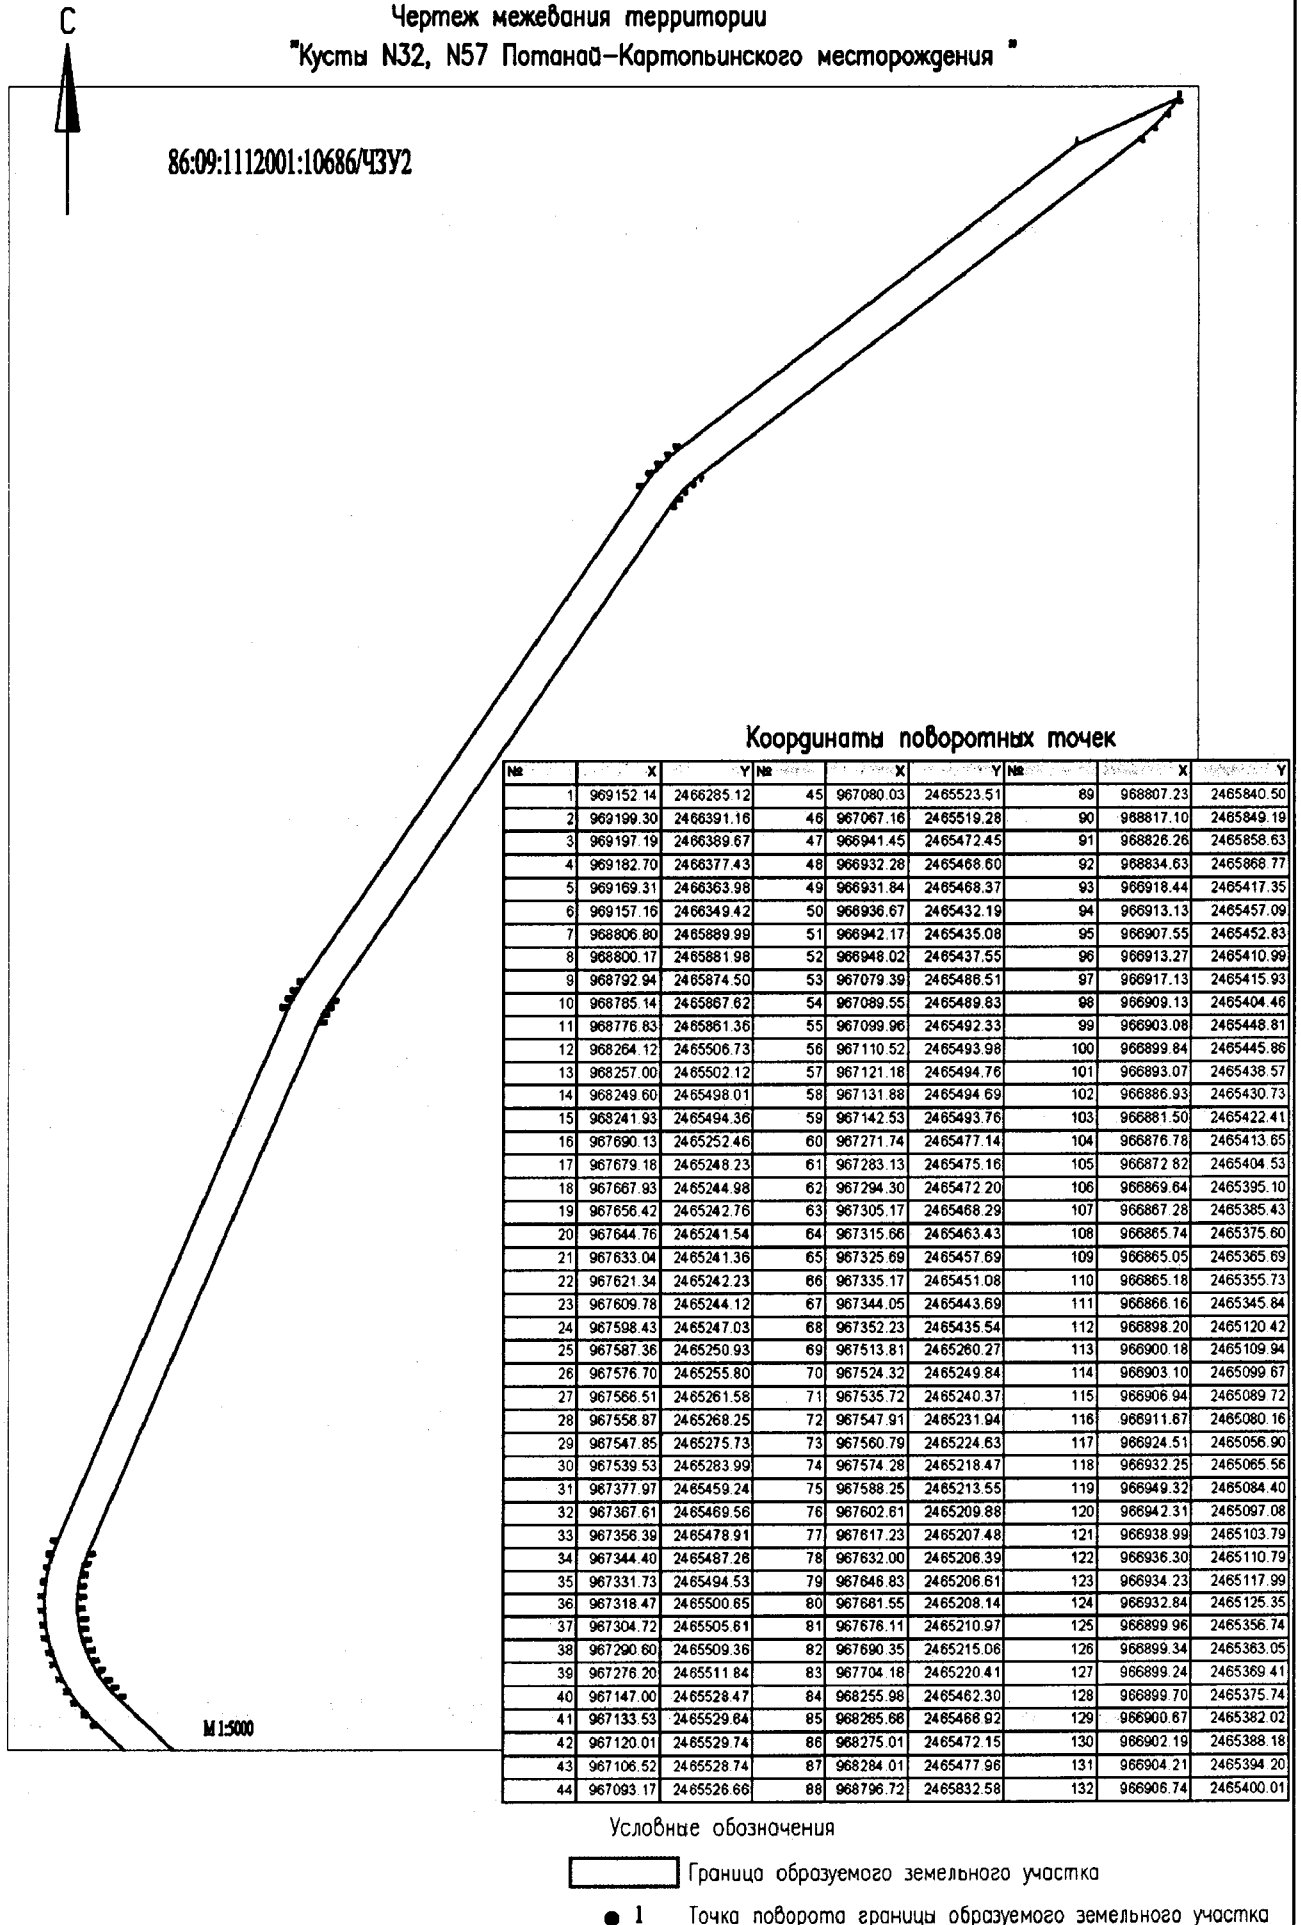 С
Чертеж межевания территории
"Кусты N32, N57 Потанай-Картопьинского месторождения "
86:09:1112001:10686/ЧЗУ2
Координаты поворотных точек
№ X Y № X Y № X Y
1 969152.14 2466285.12 45 967080.03 2465523.51 89 968807.23 2465840.50
2 969199.30 2466391.16 46 967067.16 2465519.28 90 968817.10 2465849.19
3 969197.19 2466389.67 47 966941.45 2465472.45 91 968826.26 2465858.63
4 969182.70 2466377.43 48 966932.28 2465468.60 92 968834.63 2465868.77
5 969169.31 2466363.98 49 966931.84 2465468.37 93 966918.44 2465417.35
6 969157.16 2466349.42 50 966936.67 2465432.19 94 966913.13 2465457.09
7 968806.80 2465889.99 51 966942.17 2465435.08 95 966907.55 2465452.83
8 968800.17 2465881.98 52 966948.02 2465437.55 96 966913.27 2465410.99
9 968792.94 2465874.50 53 967079.39 2465486.51 97 966917.13 2465415.93
10 968785.14 2465867.62 54 967089.55 2465489.83 98 966909.13 2465404.46
11 968776.83 2465861.36 55 967099.96 2465492.33 99 966903.08 2465448.81
12 968264.12 2465506.73 56 967110.52 2465493.98 100 966899.84 2465445.86
13 968257.00 2465502.12 57 967121.18 2465494.76 101 966893.07 2465438.57
14 968249.60 2465498.01 58 967131.88 2465494.69 102 966886.93 2465430.73
15 968241.93 2465494.36 59 967142.53 2465493.76 103 966881.50 2465422.41
16 967690.13 2465252.46 60 967271.74 2465477.14 104 966876.78 2465413.65
17 967679.18 2465248.23 61 967283.13 2465475.16 105 966872.82 2465404.53
18 967667.93 2465244.98 62 967294.30 2465472.20 106 966869.64 2465395.10
19 967656.42 2465242.76 63 967305.17 2465468.29 107 966867.28 2465385.43
20 967644.76 2465241.54 64 967315.66 2465463.43 108 966865.74 2465375.60
21 967633.04 2465241.36 65 967325.69 2465457.69 109 966865.05 2465365.69
22 967621.34 2465242.23 66 967335.17 2465451.08 110 966865.18 2465355.73
23 967609.78 2465244.12 67 967344.05 2465443.69 111 966866.16 2465345.84
24 967598.43 2465247.03 68 967352.23 2465435.54 112 966898.20 2465120.42
25 967587.36 2465250.93 69 967513.81 2465260.27 113 966900.18 2465109.94
26 967576.70 2465255.80 70 967524.32 2465249.84 114 966903.10 2465099.67
27 967566.51 2465261.58 71 967535.72 2465240.37 115 966906.94 2465089.72
28 967556.87 2465268.25 72 967547.91 2465231.94 116 966911.67 2465080.16
29 967547.85 2465275.73 73 967560.79 2465224.63 117 966924.51 2465056.90
30 967539.53 2465283.99 74 967574.28 2465218.47 118 966932.25 2465065.56
31 967377.97 2465459.24 75 967588.25 2465213.55 119 966949.32 2465084.40
32 967367.61 2465469.56 76 967602.61 2465209.88 120 966942.31 2465097.08
33 967356.39 2465478.91 77 967617.23 2465207.48 121 966938.99 2465103.79
34 967344.40 2465487.26 78 967632.00 2465206.39 122 966936.30 2465110.79
35 967331.73 2465494.53 79 967646.83 2465206.61 123 966934.23 2465117.99
36 967318.47 2465500.65 80 967661.55 2465208.14 124 966932.84 2465125.35
37 967304.72 2465505.61 81 967676.11 2465210.97 125 966899.96 2465356.74
38 967290.60 2465509.36 82 967690.35 2465215.06 126 966899.34 2465363.05
39 967276.20 2465511.84 83 967704.18 2465220.41 127 966899.24 2465369.41
40 967147.00 2465528.47 84 968255.98 2465462.30 128 966899.70 2465375.74
41 967133.53 2465529.64 85 968265.66 2465466.92 129 966900.67 2465382.02
42 967120.01 2465529.74 86 968275.01 2465472.15 130 966902.19 2465388.18
43 967106.52 2465528.74 87 968284.01 2465477.96 131 966904.21 2465394.20
44 967093.17 2465526.66 88 968796.72 2465832.58 132 966906.74 2465400.01
М 1:5000
Условные обозначения
Граница образуемого земельного участка
1 Точка поворота границы образуемого земельного участка